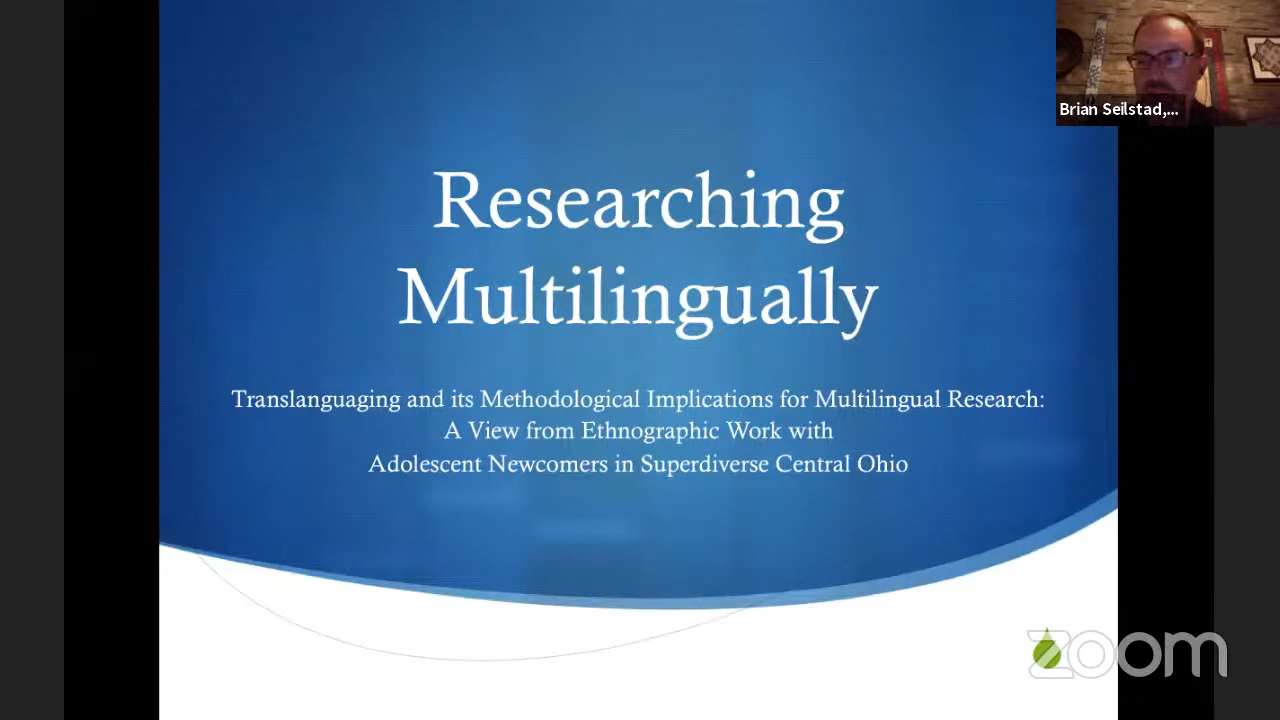 Brian Seilstad,...
Researching
Multilingually
Translanguaging and its Methodological Implications for Multilingual Research:
A View from Ethnographic Work with
Adolescent Newcomers in Superdiverse Central Ohio
zoom